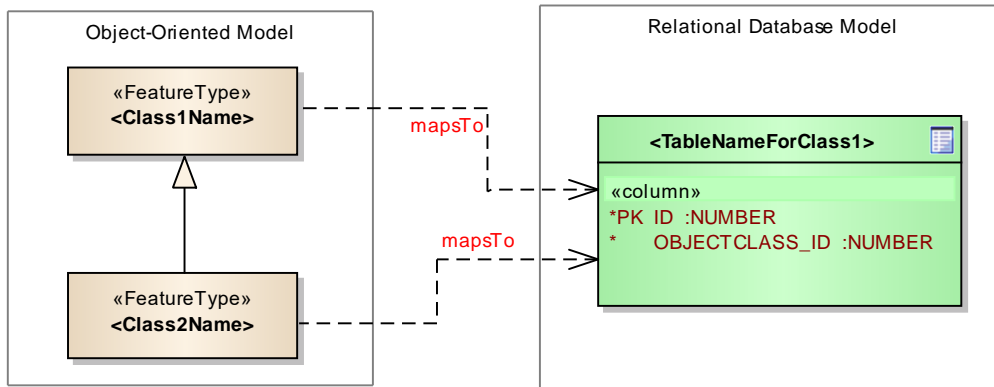 Object-Oriented Model
«FeatureType»
<Class1Name>
«FeatureType»
<Class2Name>
mapsTo
mapsTo
Relational Database Model
<TableNameForClass1>
«column»
*PK ID :NUMBER
* OBJECTCLASS_ID :NUMBER